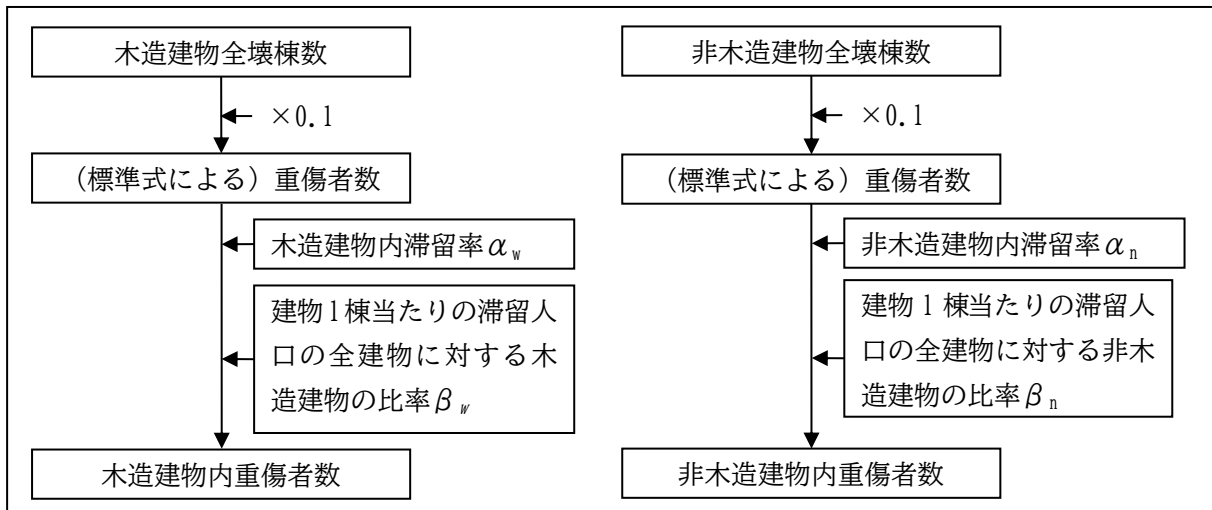 木造建物全壊棟数
×0.1
(標準式による)重傷者数
木造建物内滞留率αw
建物1棟当たりの滞留人
口の全建物に対する木
造建物の比率βw
木造建物内重傷者数
非木造建物全壊棟数
×0.1
(標準式による)重傷者数
非木造建物内滞留率αn
建物1棟当たりの滞留人
口の全建物に対する非木
造建物の比率βn
非木造建物内重傷者数